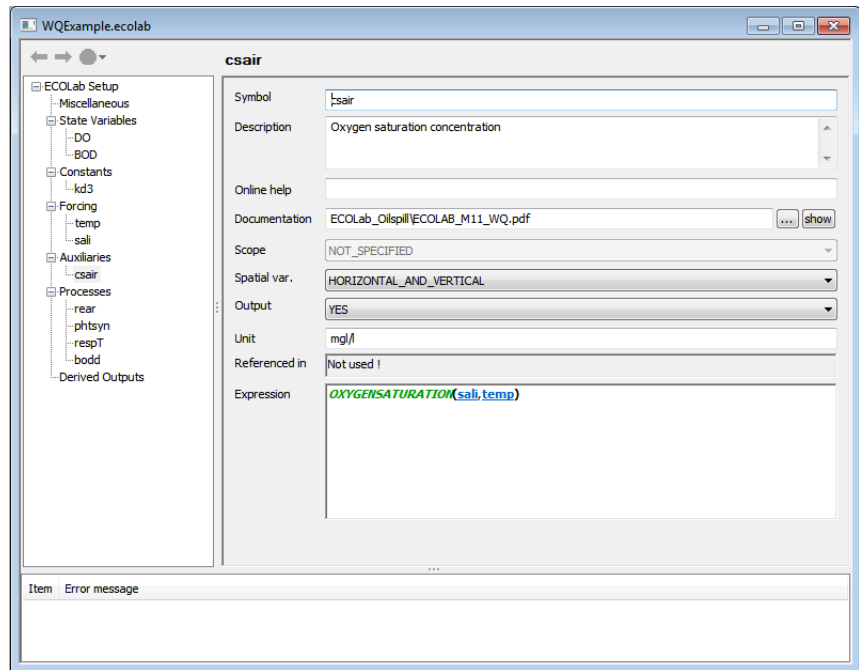 WQExample.ecolab
csair
ECOLab Setup
Miscellaneous
State Variables
DO
BOD
Constants
kd3
Forcing
temp
sali
Auxiliaries
csair
Processes
rear
phtsyn
respT
bodd
Derived Outputs
Symbol csair
Description Oxygen saturation concentration
Online help
Documentation ECOLab_Oilspill\ECOLAB_M11_WQ.pdf ... show
Scope NOT_SPECIFIED
Spatial var. HORIZONTAL_AND_VERTICAL
Output YES
Unit mgl/l
Referenced in Not used !
Expression OXYGENSATURATION(sali,temp)
Item Error message